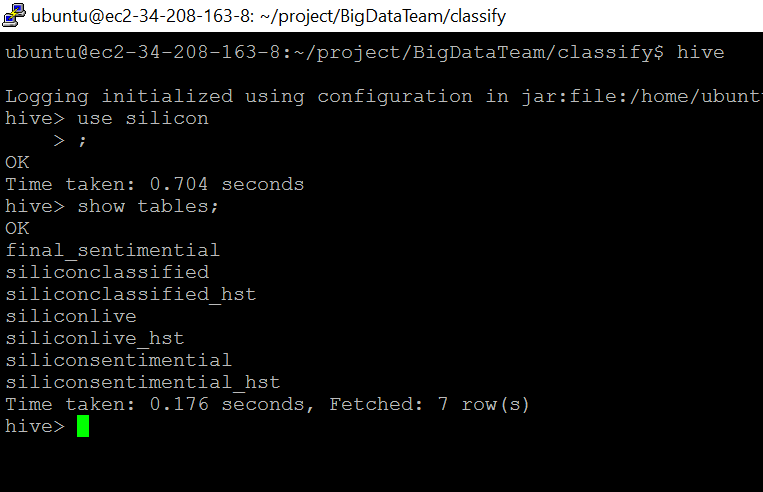 ubuntu@ec2-34-208-163-8: ~/project/BigDataTeam/classify
ubuntu@ec2-34-208-163-8:~/project/BigDataTeam/classify$ hive
Logging initialized using configuration in jar:file:/home/ubunt
hive> use silicon
    > ;
OK
Time taken: 0.704 seconds
hive> show tables;
OK
final_sentimential
siliconclassified
siliconclassified_hst
siliconlive
siliconlive_hst
siliconsentimential
siliconsentimential_hst
Time taken: 0.176 seconds, Fetched: 7 row(s)
hive>